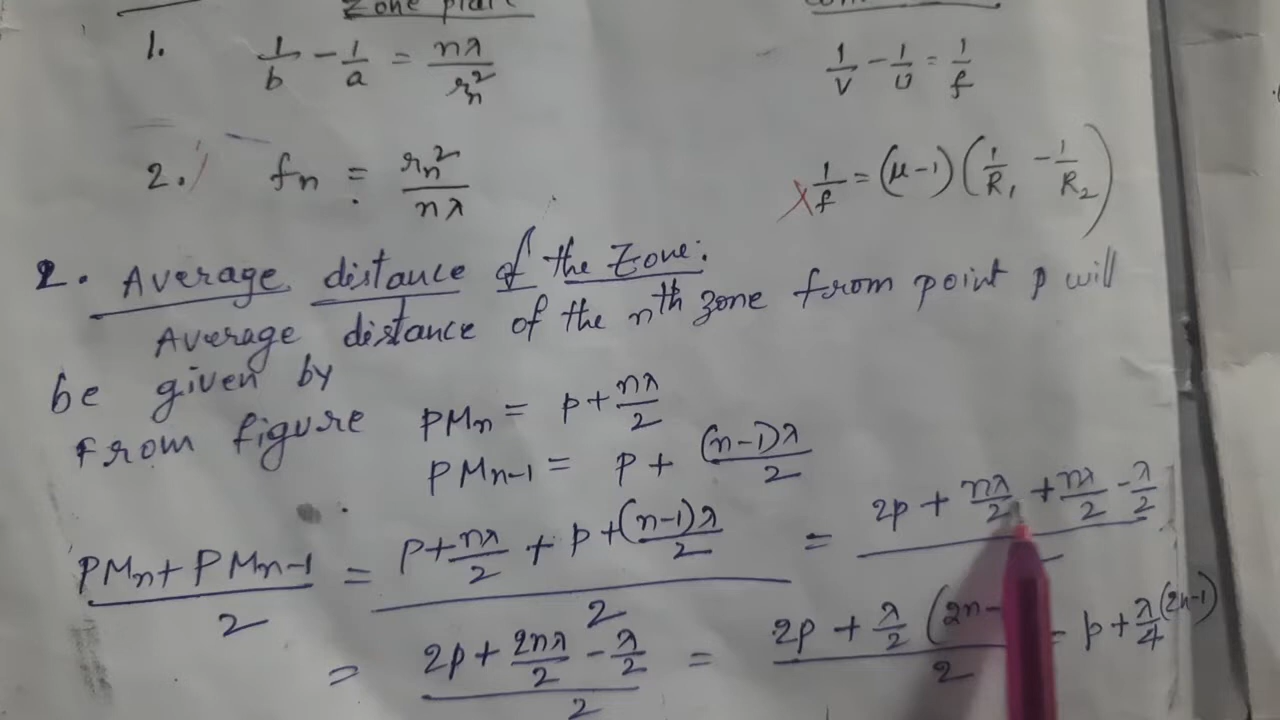 Zone plate
1. 1/b - 1/a = nλ/rn² 1/v - 1/u = 1/f
2. fn = rn²/nλ × 1/f = (μ-1)(1/R1 - 1/R2)
2. Average distance of the Zone:
Average distance of the nth zone from point p will
be given by
From figure PMn = p + nλ/2
PMn-1 = p + (n-1)λ/2
(PMn + PMn-1)/2 = (p + nλ/2 + p + (n-1)λ/2)/2 = (2p + nλ/2 + nλ/2 - λ/2)
= (2p + 2nλ/2 - λ/2)/2 = (2p + λ/2 (2n-)/2 = p + λ/4 (2n-1)